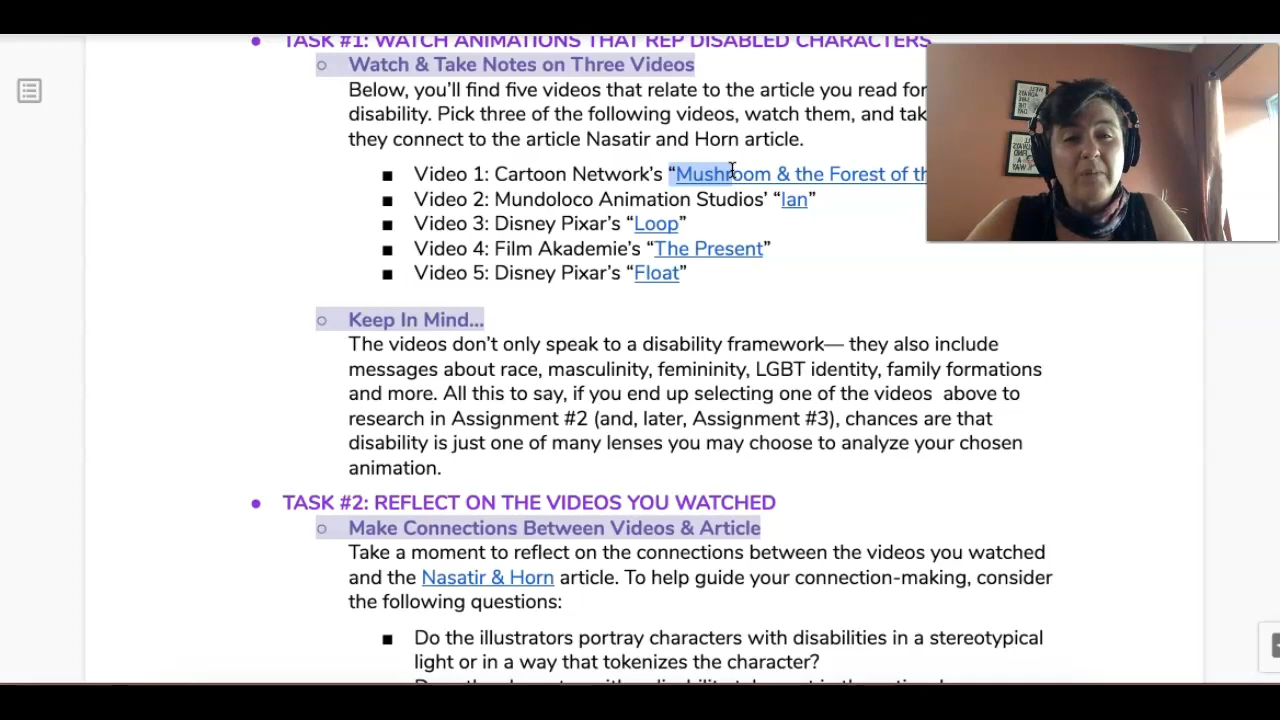 TASK #1: WATCH ANIMATIONS THAT REP DISABLED CHARACTERS
Watch & Take Notes on Three Videos
Below, you'll find five videos that relate to the article you read for
disability. Pick three of the following videos, watch them, and tak
they connect to the article Nasatir and Horn article.
Video 1: Cartoon Network's “Mushroom & the Forest of th
Video 2: Mundoloco Animation Studios' “Ian”
Video 3: Disney Pixar's “Loop”
Video 4: Film Akademie's “The Present”
Video 5: Disney Pixar's “Float”
Keep In Mind...
The videos don't only speak to a disability framework— they also include
messages about race, masculinity, femininity, LGBT identity, family formations
and more. All this to say, if you end up selecting one of the videos  above to
research in Assignment #2 (and, later, Assignment #3), chances are that
disability is just one of many lenses you may choose to analyze your chosen
animation.
TASK #2: REFLECT ON THE VIDEOS YOU WATCHED
Make Connections Between Videos & Article
Take a moment to reflect on the connections between the videos you watched
and the Nasatir & Horn article. To help guide your connection-making, consider
the following questions:
Do the illustrators portray characters with disabilities in a stereotypical
light or in a way that tokenizes the character?